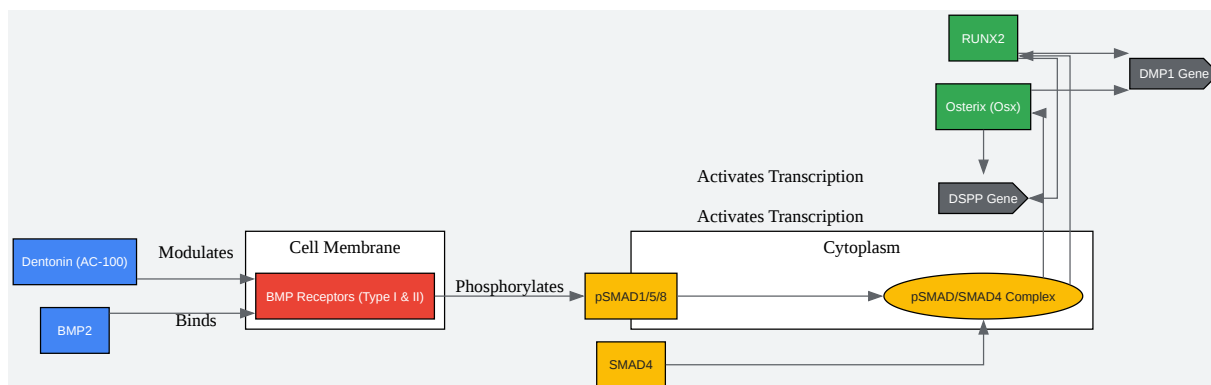 RUNX2
DMP1 Gene
Osterix (Osx)
Activates Transcription
DSPP Gene
Activates Transcription
Dentonin (AC-100)
Modulates
Cell Membrane
Cytoplasm
BMP Receptors (Type I & II)
Phosphorylates
pSMAD1/5/8
pSMAD/SMAD4 Complex
BMP2
Binds
SMAD4